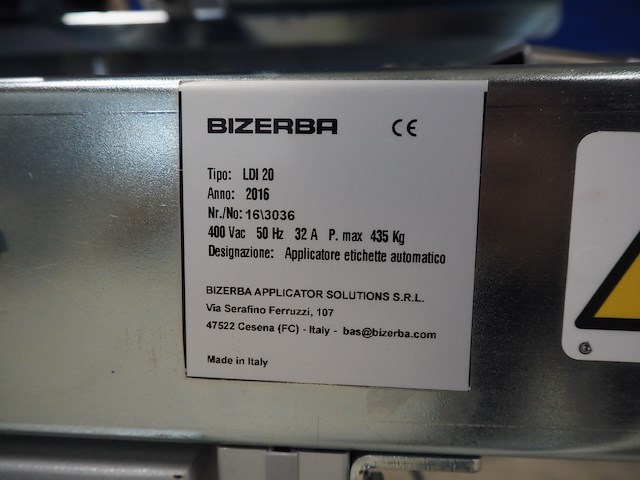 BIZERBA CE
Tipo: LDI 20
Anno: 2016
Nr./No: 16\3036
400 Vac 50 Hz 32 A P. max 435 Kg
Designazione: Applicatore etichette automatico
BIZERBA APPLICATOR SOLUTIONS S.R.L.
Via Serafino Ferruzzi, 107
47522 Cesena (FC) - Italy - bas@bizerba.com
Made in Italy